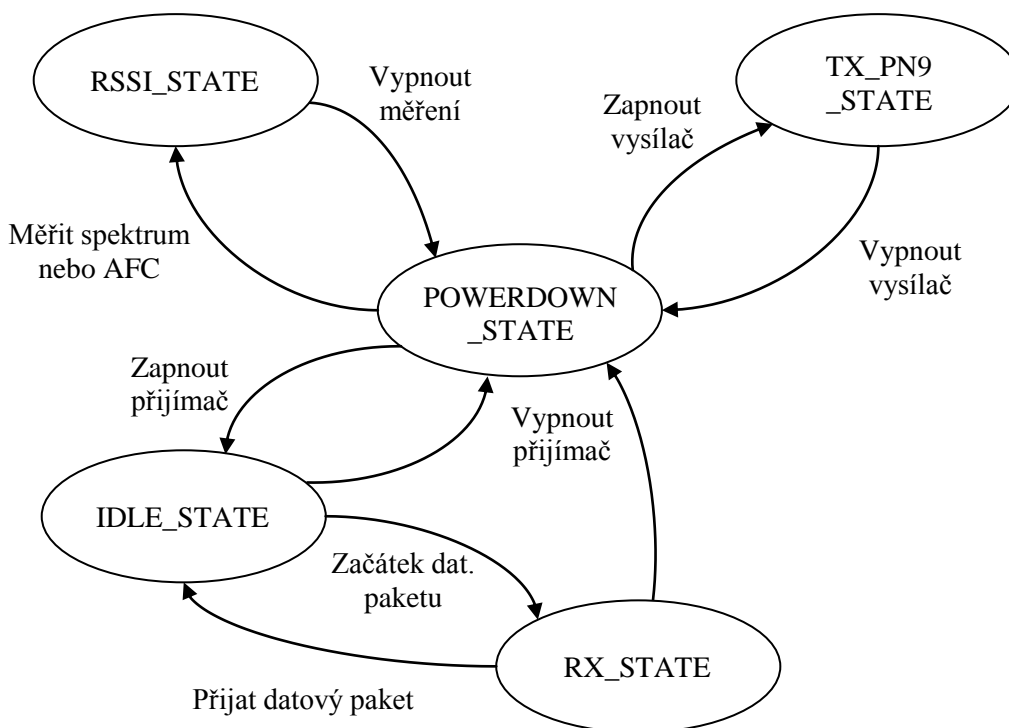 RSSI_STATE
Vypnout
měření
TX_PN9
_STATE
Zapnout
vysílač
Měřit spektrum
nebo AFC
Vypnout
vysílač
POWERDOWN
_STATE
Zapnout
přijímač
Vypnout
přijímač
IDLE_STATE
Začátek dat.
paketu
RX_STATE
Přijat datový paket